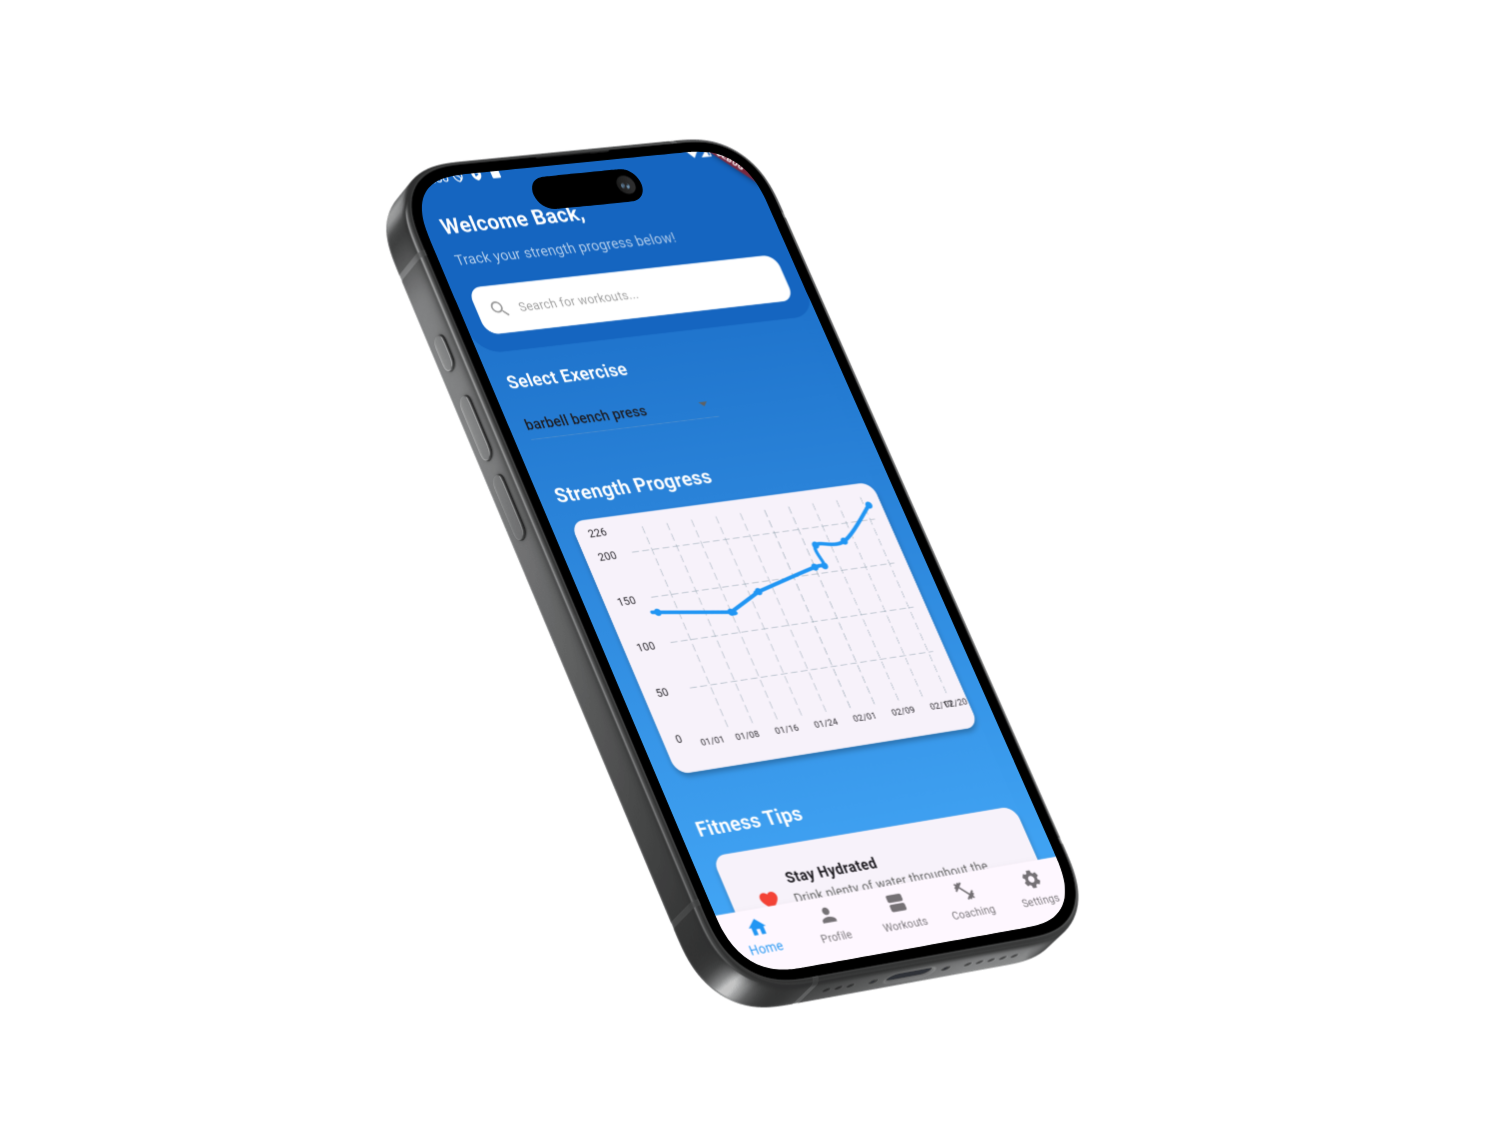 Welcome Back,
Track your strength progress below!
Search for workouts...
Select Exercise
barbell bench press
Strength Progress
226
200
150
100
50
0
01/01 01/08 01/16 01/24 02/01 02/09 02/20
Fitness Tips
Stay Hydrated
Drink plenty of water throughout the
Home Profile Workouts Coaching Settings